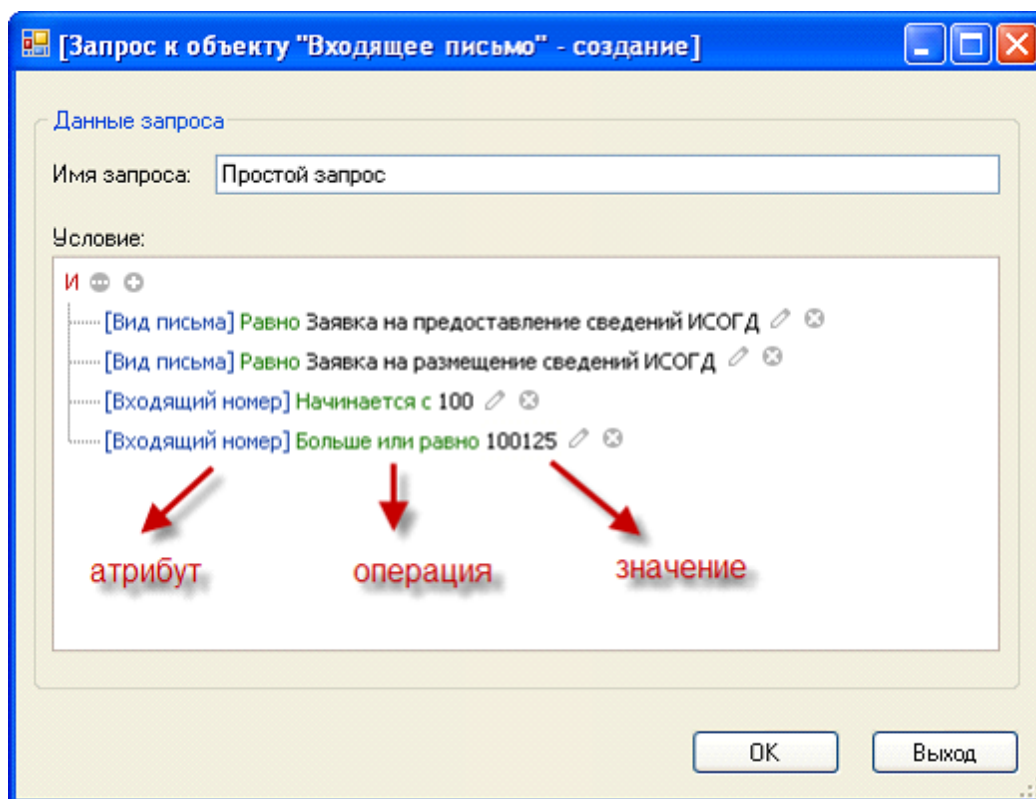 [Запрос к объекту "Входящее письмо" - создание]
Данные запроса
Имя запроса: Простой запрос
Условие:
И
[Вид письма] Равно Заявка на предоставление сведений ИСОГД
[Вид письма] Равно Заявка на размещение сведений ИСОГД
[Входящий номер] Начинается с 100
[Входящий номер] Больше или равно 100125
атрибут операция значение
OK Выход